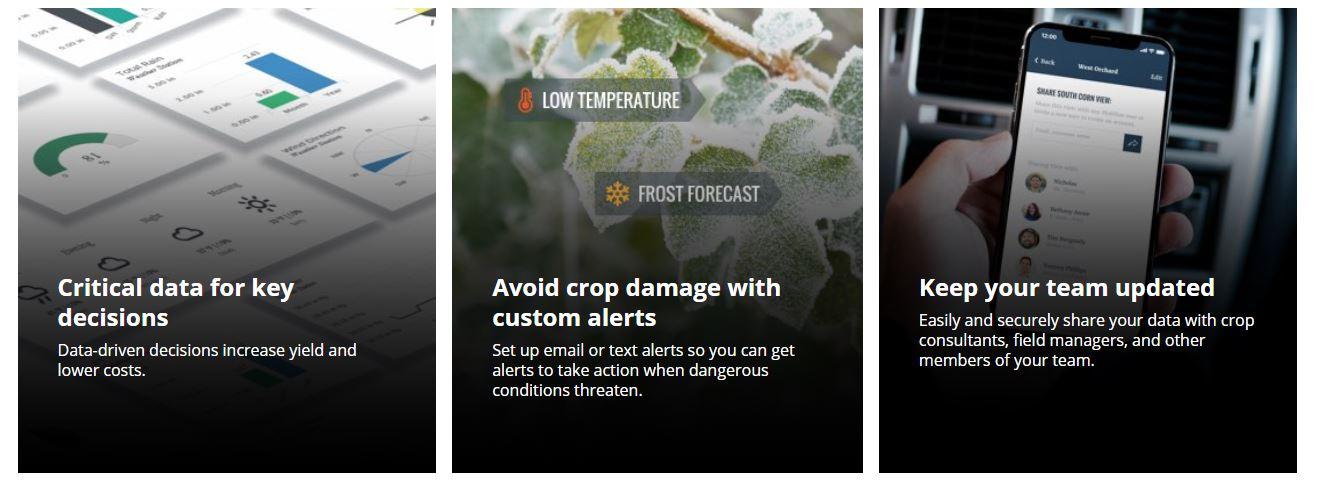 Total Rain
Weather Station
3.43
5.00 in
0.60
1.00 in
Month
Year
0.00 in
Wind Direction
Weather Station
81
%
Morning
Night
Evening
Critical data for key
decisions
Data-driven decisions increase yield and
lower costs.
LOW TEMPERATURE
FROST FORECAST
Avoid crop damage with
custom alerts
Set up email or text alerts so you can get
alerts to take action when dangerous
conditions threaten.
12:00
Back
West Orchard
Edit
SHARE SOUTH CORN VIEW:
Nicholas
Bethany Anne
Keep your team updated
Easily and securely share your data with crop
consultants, field managers, and other
members of your team.